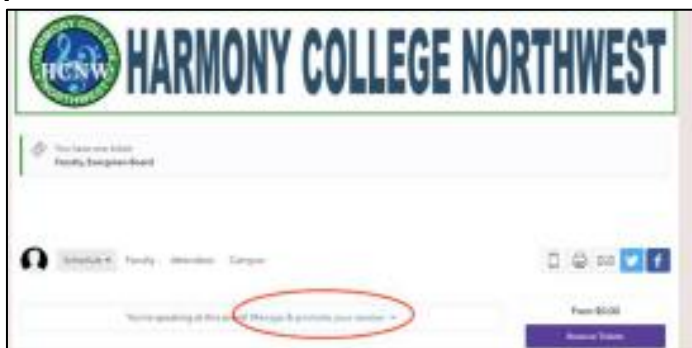 HCNW HARMONY COLLEGE NORTHWEST
HARMONY COLLEGE
NORTHWEST
You have one ticket
Faculty, Evergreen Board
Schedule Faculty Attendees Campus
You're speaking at this event! Manage & promote your session
From $0.00
Reserve Tickets